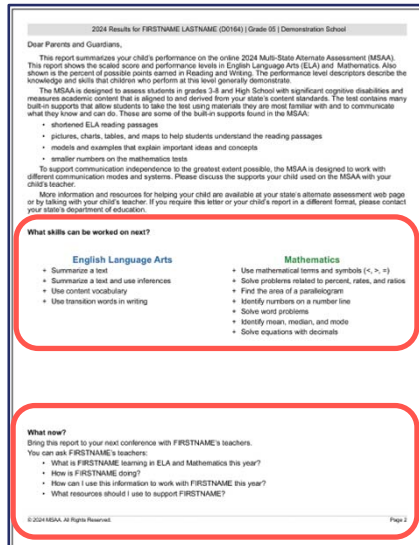 2024 Results for FIRSTNAME LASTNAME (D0164) | Grade 05 | Demonstration School
Dear Parents and Guardians,
This report summarizes your child's performance on the online 2024 Multi-State Alternate Assessment (MSAA).
This report shows the scaled score and performance levels in English Language Arts (ELA) and Mathematics. Also
shown is the percent of possible points earned in Reading and Writing. The performance level descriptors describe the
knowledge and skills that children who perform at this level generally demonstrate.
The MSAA is designed to assess students in grades 3-8 and High School with significant cognitive disabilities and
measures academic content that is aligned to and derived from your state's content standards. The test contains many
built-in supports that allow students to take the test using materials they are most familiar with and to communicate
what they know and can do. These are some of the built-in supports found in the MSAA:
• shortened ELA reading passages
• pictures, charts, tables, and maps to help students understand the reading passages
• models and examples that explain important ideas and concepts
• smaller numbers on the mathematics tests
To support communication independence to the greatest extent possible, the MSAA is designed to work with
different communication modes and systems. Please discuss the supports your child used on the MSAA with your
child's teacher.
More information and resources for helping your child are available at your state's alternate assessment web page
or by talking with your child's teacher. If you require this letter or your child's report in a different format, please contact
your state's department of education.
What skills can be worked on next?
English Language Arts
+ Summarize a text
+ Summarize a text and use inferences
+ Use content vocabulary
+ Use transition words in writing
Mathematics
+ Use mathematical terms and symbols (<, >, =)
+ Solve problems related to percent, rates, and ratios
+ Find the area of a parallelogram
+ Identify numbers on a number line
+ Solve word problems
+ Identify mean, median, and mode
+ Solve equations with decimals
What now?
Bring this report to your next conference with FIRSTNAME's teachers.
You can ask FIRSTNAME's teachers:
• What is FIRSTNAME learning in ELA and Mathematics this year?
• How is FIRSTNAME doing?
• How can I use this information to work with FIRSTNAME this year?
• What resources should I use to support FIRSTNAME?
© 2024 MSAA. All Rights Reserved.
Page 2